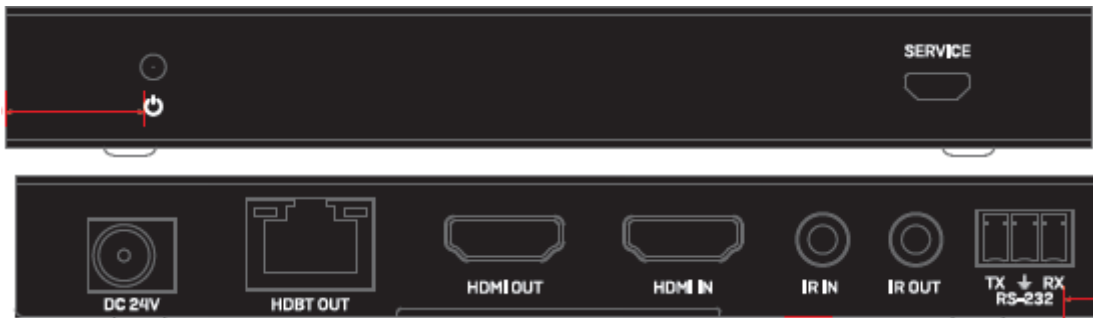 SERVICE
DC 24V
HDBT OUT
HDMI OUT
HDMI IN
IR IN
IR OUT
TX RX
RS-232